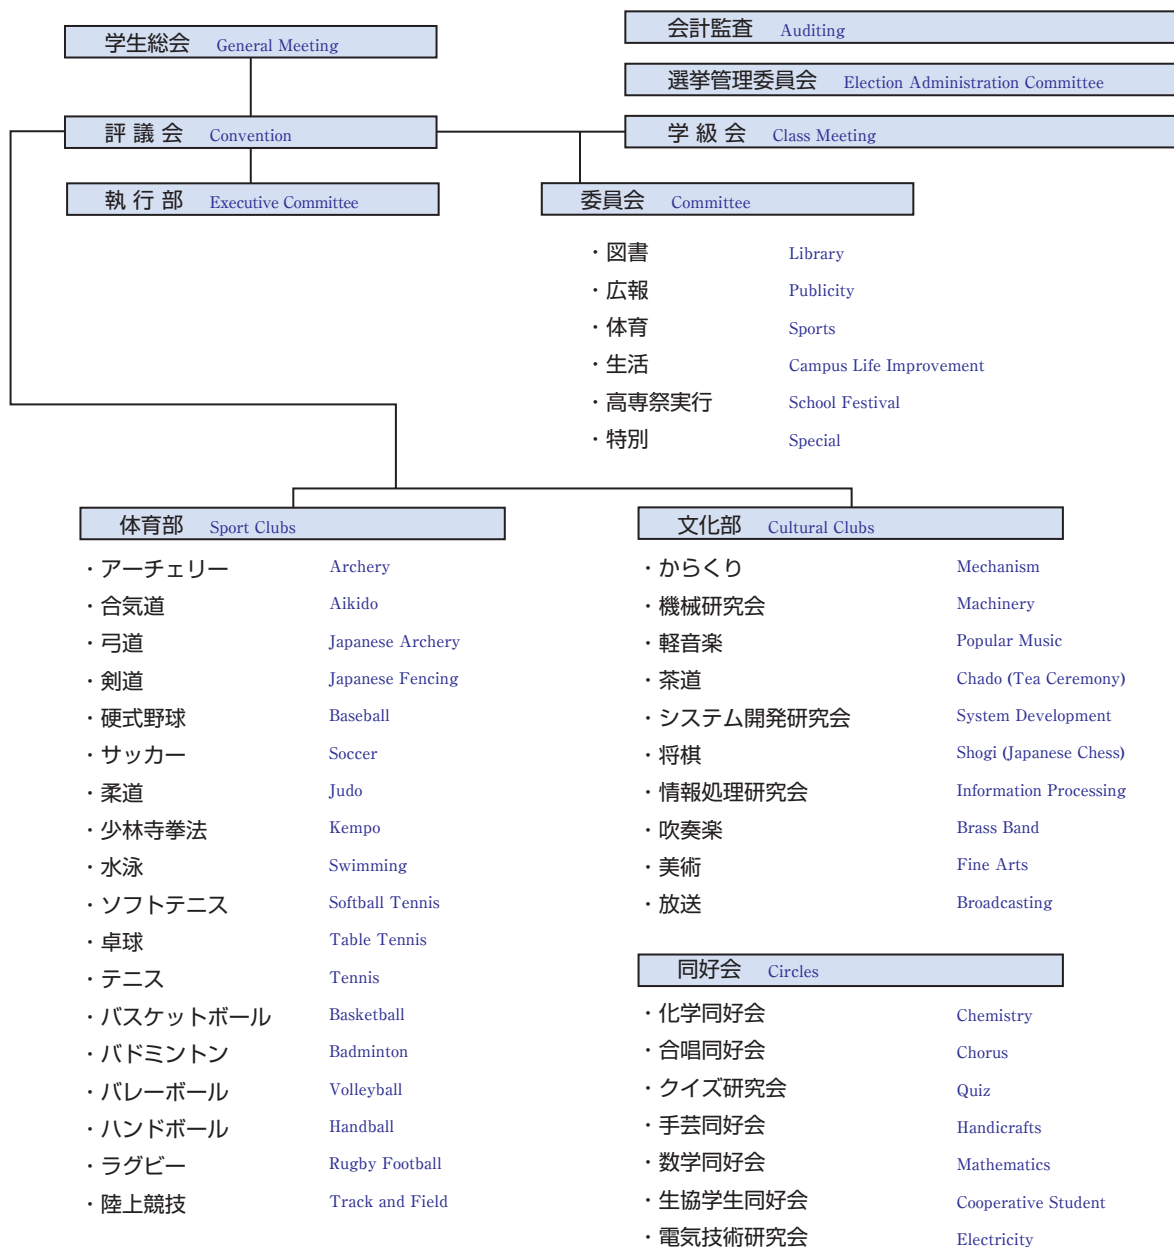 学生総会 General Meeting
会計監査 Auditing
選挙管理委員会 Election Administration Committee
評 議 会 Convention
学 級 会 Class Meeting
執 行 部 Executive Committee
委員会 Committee
・図書 Library
・広報 Publicity
・体育 Sports
・生活 Campus Life Improvement
・高専祭実行 School Festival
・特別 Special
体育部 Sport Clubs
・アーチェリー Archery
・合気道 Aikido
・弓道 Japanese Archery
・剣道 Japanese Fencing
・硬式野球 Baseball
・サッカー Soccer
・柔道 Judo
・少林寺拳法 Kempo
・水泳 Swimming
・ソフトテニス Softball Tennis
・卓球 Table Tennis
・テニス Tennis
・バスケットボール Basketball
・バドミントン Badminton
・バレーボール Volleyball
・ハンドボール Handball
・ラグビー Rugby Football
・陸上競技 Track and Field
文化部 Cultural Clubs
・からくり Mechanism
・機械研究会 Machinery
・軽音楽 Popular Music
・茶道 Chado (Tea Ceremony)
・システム開発研究会 System Development
・将棋 Shogi (Japanese Chess)
・情報処理研究会 Information Processing
・吹奏楽 Brass Band
・美術 Fine Arts
・放送 Broadcasting
同好会 Circles
・化学同好会 Chemistry
・合唱同好会 Chorus
・クイズ研究会 Quiz
・手芸同好会 Handicrafts
・数学同好会 Mathematics
・生協学生同好会 Cooperative Student
・電気技術研究会 Electricity